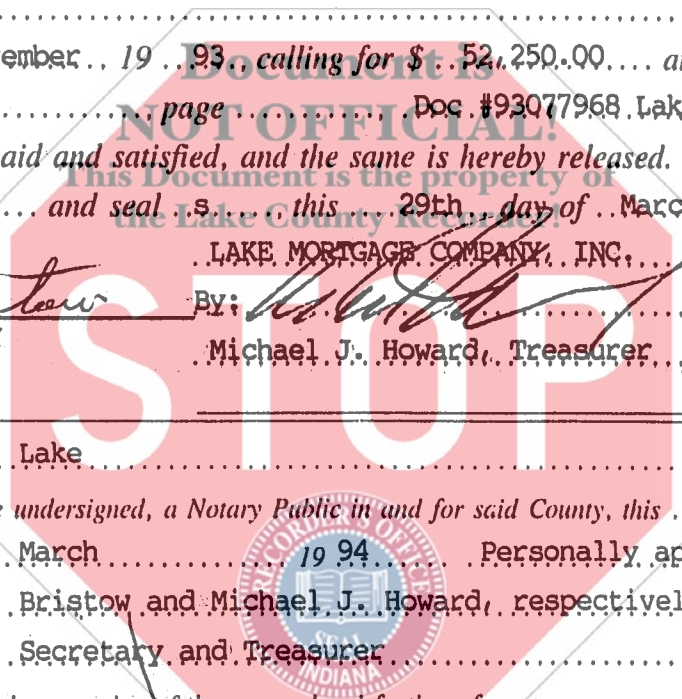 ember 19 93, calling for $ 52,250.00
Document is
page Doc #93077968 Lak
NOT OFFICIAL!
aid and satisfied, and the same is hereby released.
This Document is the property of
and seal s, this 29th day of Marc
the Lake County Recorder!
LAKE MORTGAGE COMPANY, INC.
By:
Michael J. Howard, Treasurer
STOP
Lake
undersigned, a Notary Public in and for said County, this
March 19 94 Personally ap
Bristow and Michael J. Howard, respectivel
Secretary and Treasurer
RECORDER'S OFFICE
SEAL
INDIANA